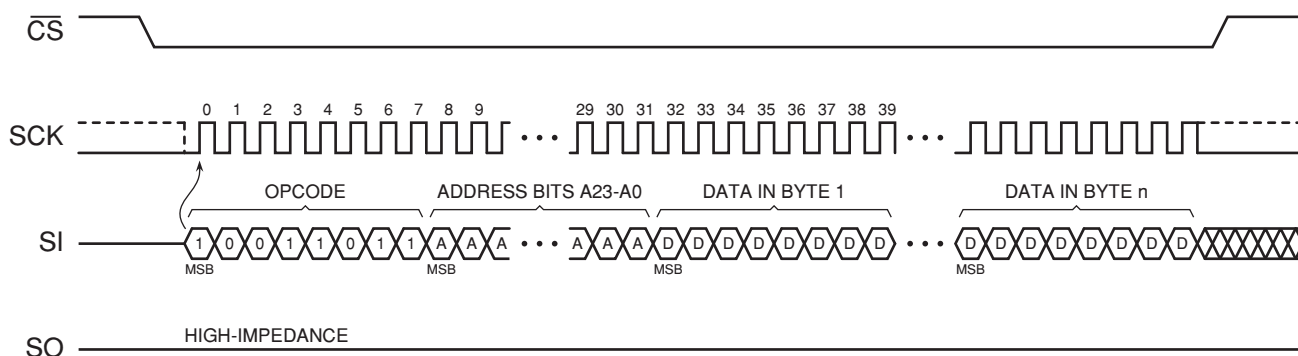 CS
0 1 2 3 4 5 6 7 8 9 29 30 31 32 33 34 35 36 37 38 39
SCK
OPCODE ADDRESS BITS A23-A0 DATA IN BYTE 1 DATA IN BYTE n
SI 1 0 0 1 1 0 1 1 A A A A A A D D D D D D D D D D D D D D D D
MSB MSB MSB MSB
HIGH-IMPEDANCE
SO